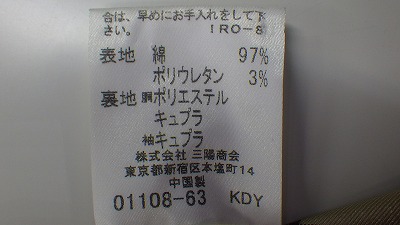 合は、早めにお手入れをして下
さい。 IRO-8
表地 綿 97%
ポリウレタン 3%
裏地 胴ポリエステル
キュプラ
袖キュプラ
株式会社 三陽商会
東京都新宿区本塩町14
中国製
01108-63 KDY